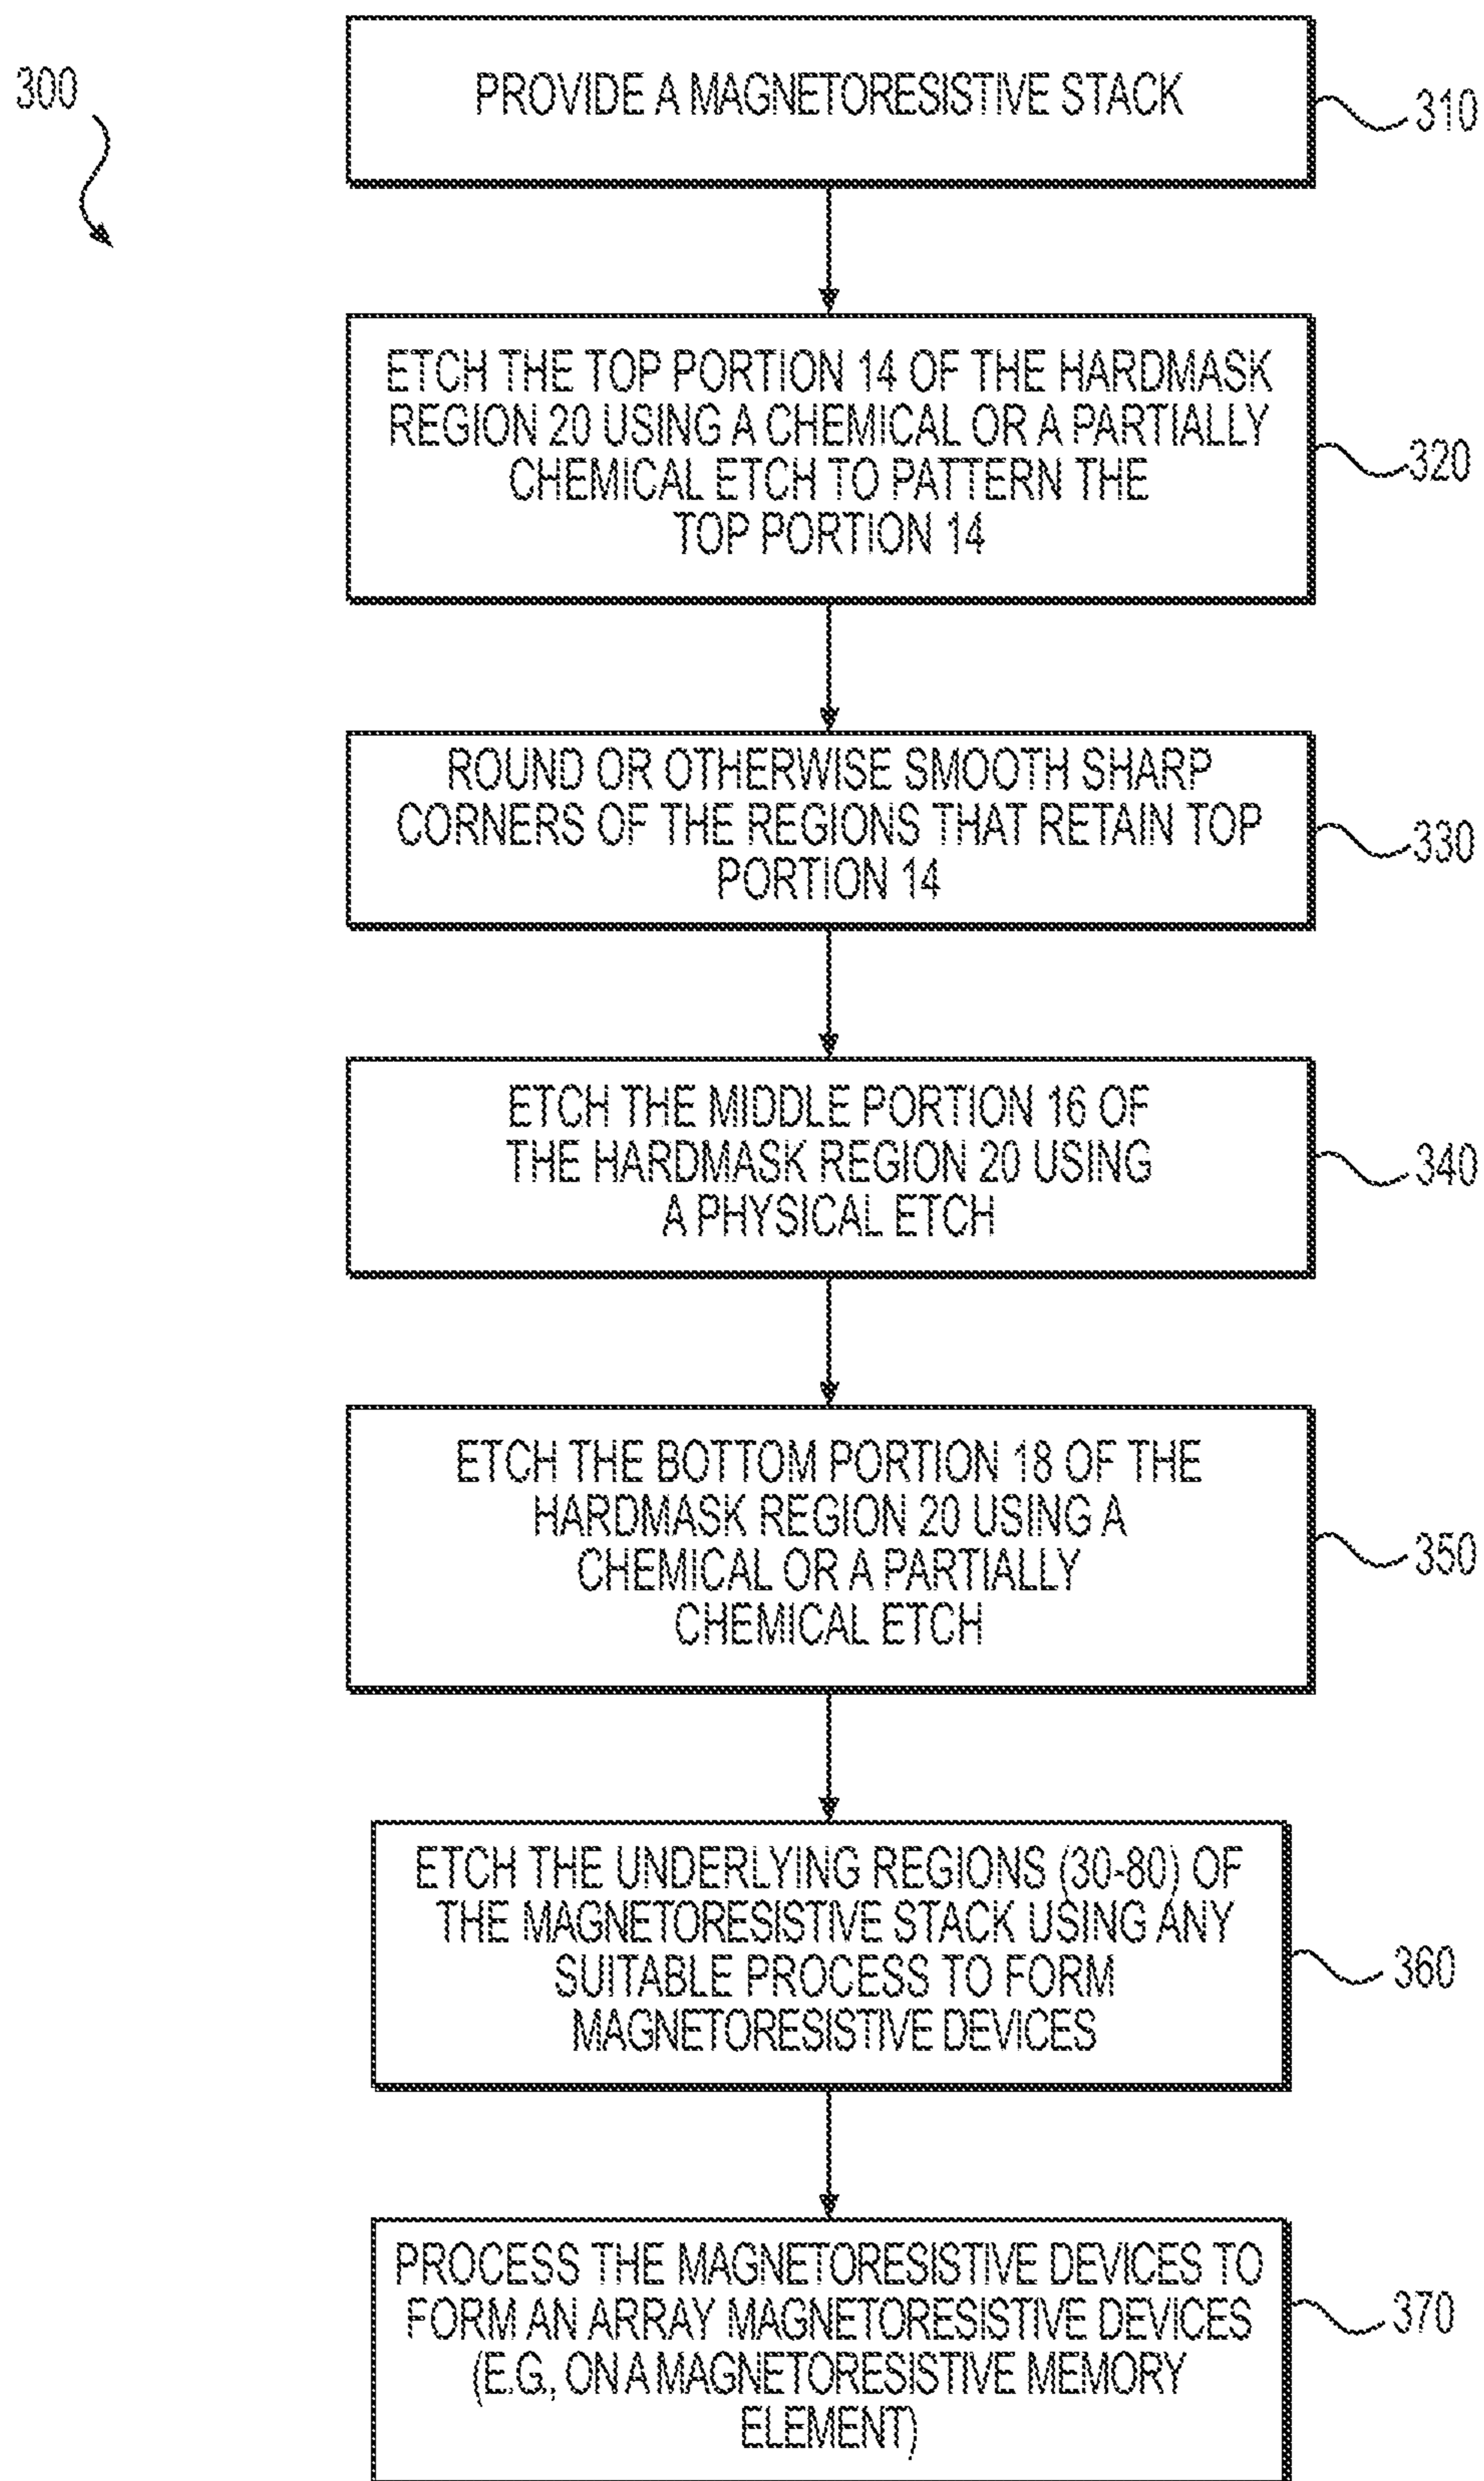 300
PROVIDE A MAGNETORESISTIVE STACK
310
ETCH THE TOP PORTION 14 OF THE HARDMASK
REGION 20 USING A CHEMICAL OR A PARTIALLY
CHEMICAL ETCH TO PATTERN THE
TOP PORTION 14
320
ROUND OR OTHERWISE SMOOTH SHARP
CORNERS OF THE REGIONS THAT RETAIN TOP
PORTION 14
330
ETCH THE MIDDLE PORTION 16 OF
THE HARDMASK REGION 20 USING
A PHYSICAL ETCH
340
ETCH THE BOTTOM PORTION 18 OF THE
HARDMASK REGION 20 USING A
CHEMICAL OR A PARTIALLY
CHEMICAL ETCH
350
ETCH THE UNDERLYING REGIONS (30-80) OF
THE MAGNETORESISTIVE STACK USING ANY
SUITABLE PROCESS TO FORM
MAGNETORESISTIVE DEVICES
360
PROCESS THE MAGNETORESISTIVE DEVICES TO
FORM AN ARRAY MAGNETORESISTIVE DEVICES
(E.G., ON A MAGNETORESISTIVE MEMORY
ELEMENT)
370